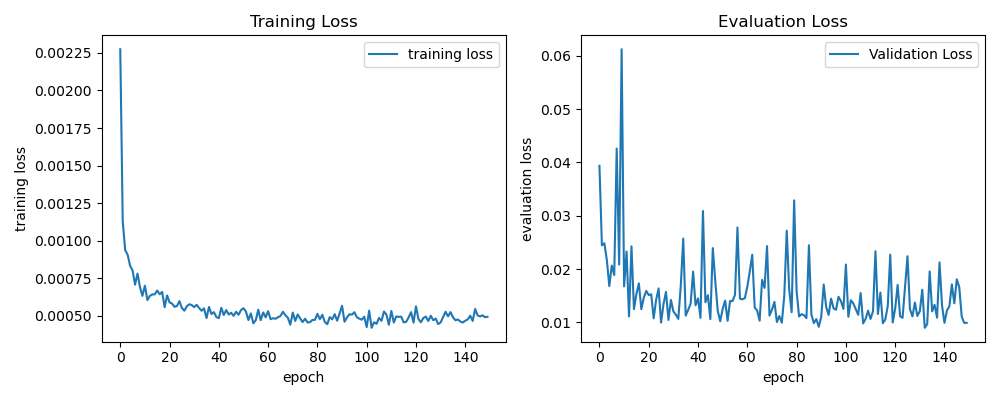 Training Loss
training loss
0.00225
0.00200
0.00175
0.00150
0.00125
0.00100
0.00075
0.00050
training loss
0 20 40 60 80 100 120 140
epoch
Evaluation Loss
Validation Loss
0.06
0.05
0.04
0.03
0.02
0.01
evaluation loss
0 20 40 60 80 100 120 140
epoch